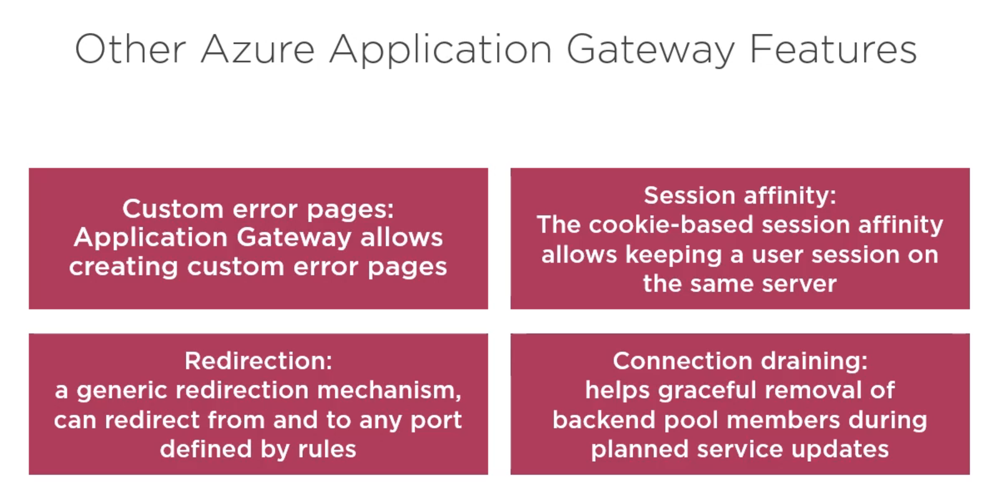 Other Azure Application Gateway Features
Custom error pages:
Application Gateway allows
creating custom error pages
Session affinity:
The cookie-based session affinity
allows keeping a user session on
the same server
Redirection:
a generic redirection mechanism,
can redirect from and to any port
defined by rules
Connection draining:
helps graceful removal of
backend pool members during
planned service updates